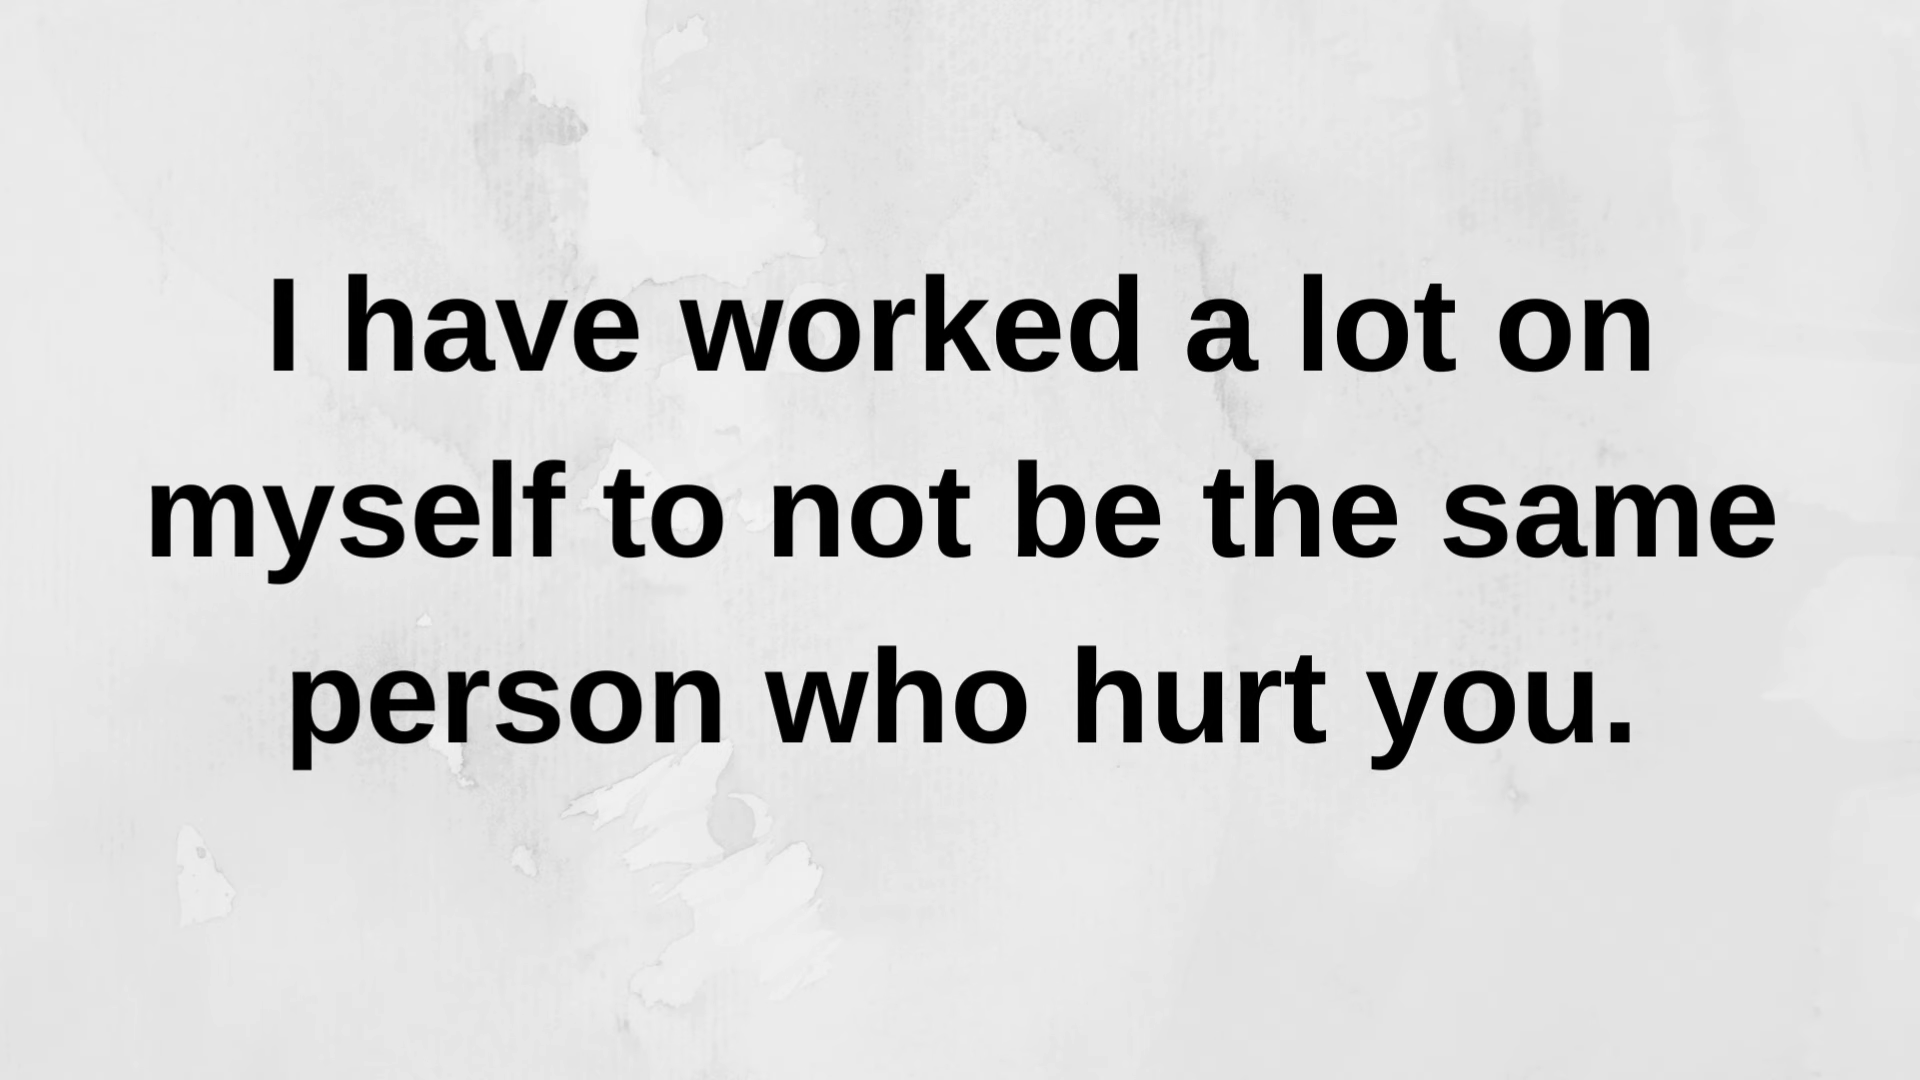 I have worked a lot on
myself to not be the same
person who hurt you.